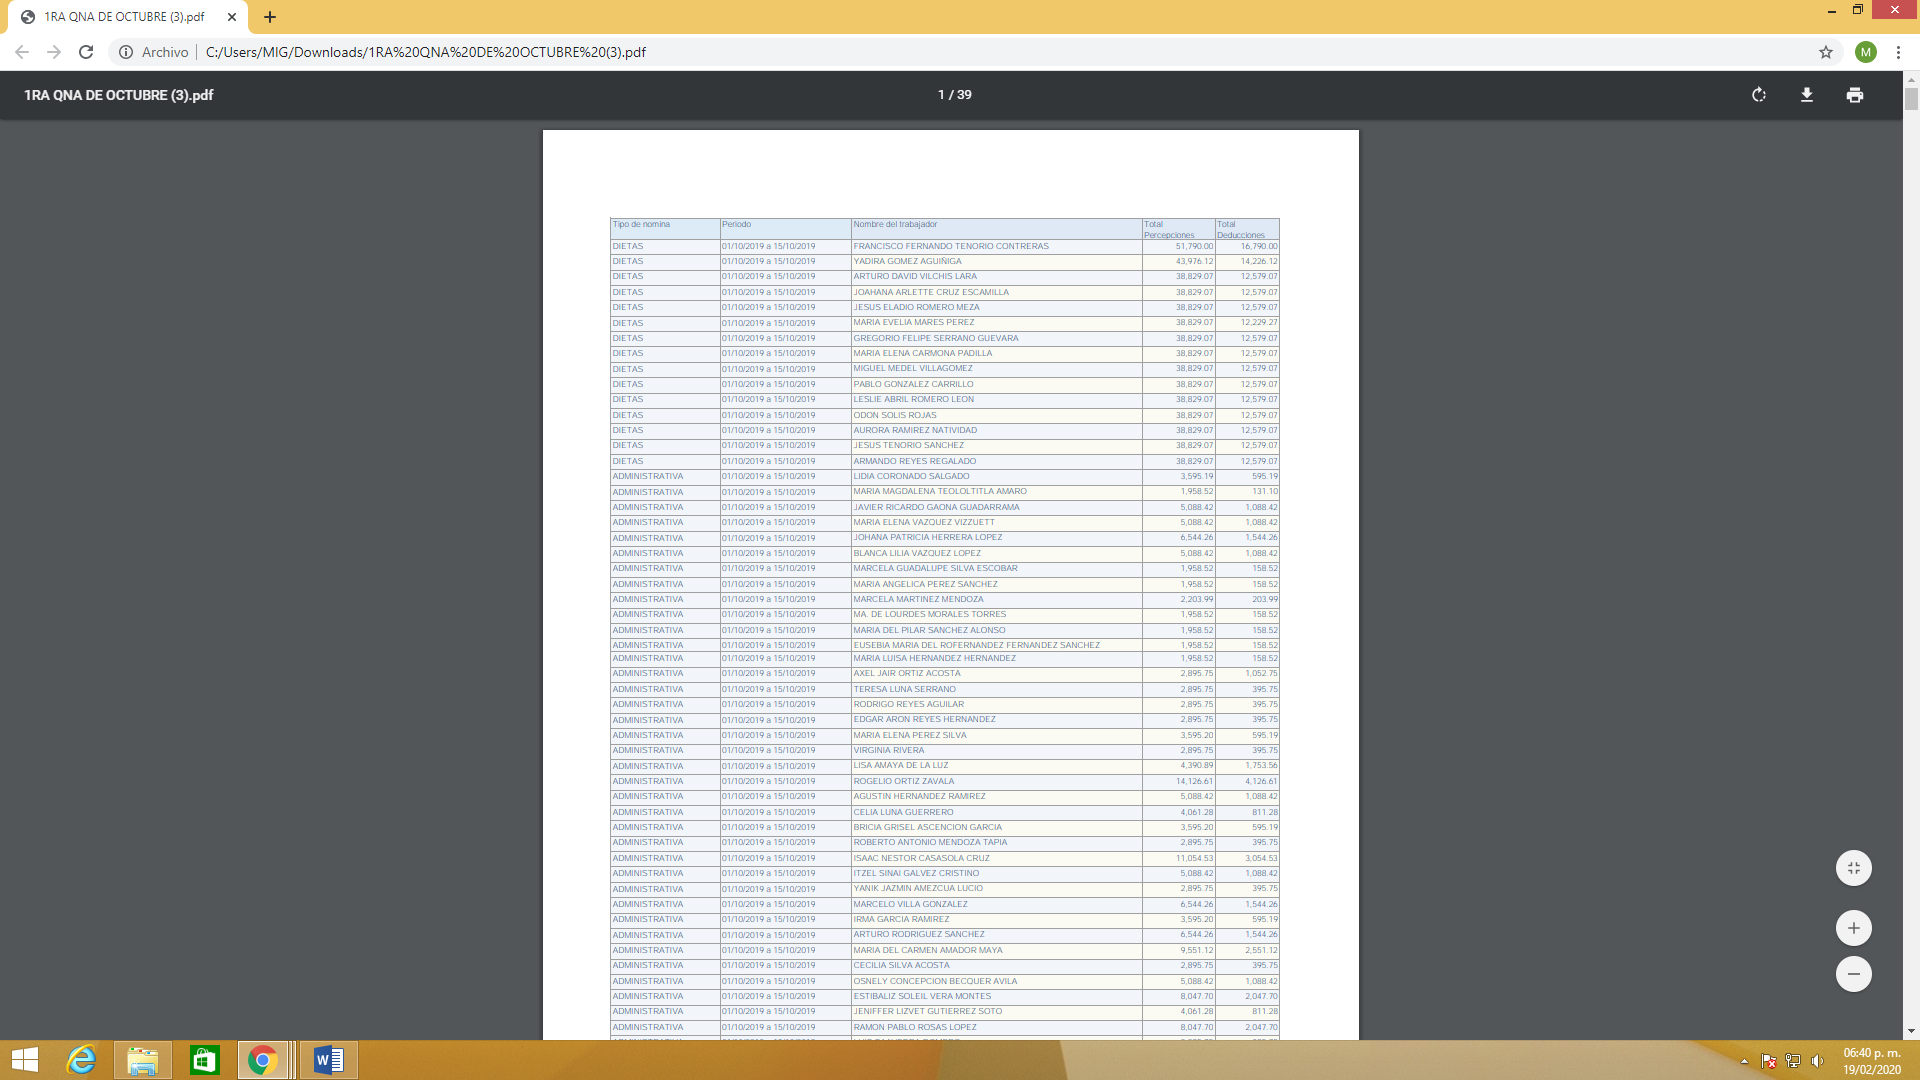 1RA QNA DE OCTUBRE (3).pdf
Archivo C:/Users/MIG/Downloads/1RA%20QNA%20DE%20OCTUBRE%20(3).pdf
M
1RA QNA DE OCTUBRE (3).pdf 1 / 39
Tipo de nomina Periodo Nombre del trabajador Total Percepciones Total Deducciones
DIETAS 01/10/2019 a 15/10/2019 FRANCISCO FERNANDO TENORIO CONTRERAS 51,790.00 16,790.00
DIETAS 01/10/2019 a 15/10/2019 YADIRA GOMEZ AGUIÑIGA 43,976.12 14,226.12
DIETAS 01/10/2019 a 15/10/2019 ARTURO DAVID VILCHIS LARA 38,829.07 12,579.07
DIETAS 01/10/2019 a 15/10/2019 JOAHANA ARLETTE CRUZ ESCAMILLA 38,829.07 12,579.07
DIETAS 01/10/2019 a 15/10/2019 JESUS ELADIO ROMERO MEZA 38,829.07 12,579.07
DIETAS 01/10/2019 a 15/10/2019 MARIA EVELIA MARES PEREZ 38,829.07 12,229.27
DIETAS 01/10/2019 a 15/10/2019 GREGORIO FELIPE SERRANO GUEVARA 38,829.07 12,579.07
DIETAS 01/10/2019 a 15/10/2019 MARIA ELENA CARMONA PADILLA 38,829.07 12,579.07
DIETAS 01/10/2019 a 15/10/2019 MIGUEL MEDEL VILLAGOMEZ 38,829.07 12,579.07
DIETAS 01/10/2019 a 15/10/2019 PABLO GONZALEZ CARRILLO 38,829.07 12,579.07
DIETAS 01/10/2019 a 15/10/2019 LESLIE ABRIL ROMERO LEON 38,829.07 12,579.07
DIETAS 01/10/2019 a 15/10/2019 ODON SOLIS ROJAS 38,829.07 12,579.07
DIETAS 01/10/2019 a 15/10/2019 AURORA RAMIREZ NATIVIDAD 38,829.07 12,579.07
DIETAS 01/10/2019 a 15/10/2019 JESUS TENORIO SANCHEZ 38,829.07 12,579.07
DIETAS 01/10/2019 a 15/10/2019 ARMANDO REYES REGALADO 38,829.07 12,579.07
ADMINISTRATIVA 01/10/2019 a 15/10/2019 LIDIA CORONADO SALGADO 3,595.19 595.19
ADMINISTRATIVA 01/10/2019 a 15/10/2019 MARIA MAGDALENA TEOLOLTITLA AMARO 1,958.52 131.10
ADMINISTRATIVA 01/10/2019 a 15/10/2019 JAVIER RICARDO GAONA GUADARRAMA 5,088.42 1,088.42
ADMINISTRATIVA 01/10/2019 a 15/10/2019 MARIA ELENA VAZQUEZ VIZZUETT 5,088.42 1,088.42
ADMINISTRATIVA 01/10/2019 a 15/10/2019 JOHANA PATRICIA HERRERA LOPEZ 6,544.26 1,544.26
ADMINISTRATIVA 01/10/2019 a 15/10/2019 BLANCA LILIA VAZQUEZ LOPEZ 5,088.42 1,088.42
ADMINISTRATIVA 01/10/2019 a 15/10/2019 MARCELA GUADALUPE SILVA ESCOBAR 1,958.52 158.52
ADMINISTRATIVA 01/10/2019 a 15/10/2019 MARIA ANGELICA PEREZ SANCHEZ 1,958.52 158.52
ADMINISTRATIVA 01/10/2019 a 15/10/2019 MARCELA MARTINEZ MENDOZA 2,203.99 203.99
ADMINISTRATIVA 01/10/2019 a 15/10/2019 MA. DE LOURDES MORALES TORRES 1,958.52 158.52
ADMINISTRATIVA 01/10/2019 a 15/10/2019 MARIA DEL PILAR SANCHEZ ALONSO 1,958.52 158.52
ADMINISTRATIVA 01/10/2019 a 15/10/2019 EUSEBIA MARIA DEL ROFERNANDEZ FERNANDEZ SANCHEZ 1,958.52 158.52
ADMINISTRATIVA 01/10/2019 a 15/10/2019 MARIA LUISA HERNANDEZ HERNANDEZ 1,958.52 158.52
ADMINISTRATIVA 01/10/2019 a 15/10/2019 AXEL JAIR ORTIZ ACOSTA 2,895.75 1,052.75
ADMINISTRATIVA 01/10/2019 a 15/10/2019 TERESA LUNA SERRANO 2,895.75 395.75
ADMINISTRATIVA 01/10/2019 a 15/10/2019 RODRIGO REYES AGUILAR 2,895.75 395.75
ADMINISTRATIVA 01/10/2019 a 15/10/2019 EDGAR ARON REYES HERNANDEZ 2,895.75 395.75
ADMINISTRATIVA 01/10/2019 a 15/10/2019 MARIA ELENA PEREZ SILVA 3,595.20 595.19
ADMINISTRATIVA 01/10/2019 a 15/10/2019 VIRGINIA RIVERA 2,895.75 395.75
ADMINISTRATIVA 01/10/2019 a 15/10/2019 LISA AMAYA DE LA LUZ 4,390.89 1,753.56
ADMINISTRATIVA 01/10/2019 a 15/10/2019 ROGELIO ORTIZ ZAVALA 14,126.61 4,126.61
ADMINISTRATIVA 01/10/2019 a 15/10/2019 AGUSTIN HERNANDEZ RAMIREZ 5,088.42 1,088.42
ADMINISTRATIVA 01/10/2019 a 15/10/2019 CELIA LUNA GUERRERO 4,061.28 811.28
ADMINISTRATIVA 01/10/2019 a 15/10/2019 BRICIA GRISEL ASCENCION GARCIA 3,595.20 595.19
ADMINISTRATIVA 01/10/2019 a 15/10/2019 ROBERTO ANTONIO MENDOZA TAPIA 2,895.75 395.75
ADMINISTRATIVA 01/10/2019 a 15/10/2019 ISAAC NESTOR CASASOLA CRUZ 11,054.53 3,054.53
ADMINISTRATIVA 01/10/2019 a 15/10/2019 ITZEL SINAI GALVEZ CRISTINO 5,088.42 1,088.42
ADMINISTRATIVA 01/10/2019 a 15/10/2019 YANIK JAZMIN AMEZCUA LUCIO 2,895.75 395.75
ADMINISTRATIVA 01/10/2019 a 15/10/2019 MARCELO VILLA GONZALEZ 6,544.26 1,544.26
ADMINISTRATIVA 01/10/2019 a 15/10/2019 IRMA GARCIA RAMIREZ 3,595.20 595.19
ADMINISTRATIVA 01/10/2019 a 15/10/2019 ARTURO RODRIGUEZ SANCHEZ 6,544.26 1,544.26
ADMINISTRATIVA 01/10/2019 a 15/10/2019 MARIA DEL CARMEN AMADOR MAYA 9,551.12 2,551.12
ADMINISTRATIVA 01/10/2019 a 15/10/2019 CECILIA SILVA ACOSTA 2,895.75 395.75
ADMINISTRATIVA 01/10/2019 a 15/10/2019 OSNELY CONCEPCION BECQUER AVILA 5,088.42 1,088.42
ADMINISTRATIVA 01/10/2019 a 15/10/2019 ESTIBALIZ SOLEIL VERA MONTES 8,047.70 2,047.70
ADMINISTRATIVA 01/10/2019 a 15/10/2019 JENIFFER LIZVET GUTIERREZ SOTO 4,061.28 811.28
ADMINISTRATIVA 01/10/2019 a 15/10/2019 RAMON PABLO ROSAS LOPEZ 8,047.70 2,047.70
06:40 p. m.
19/02/2020